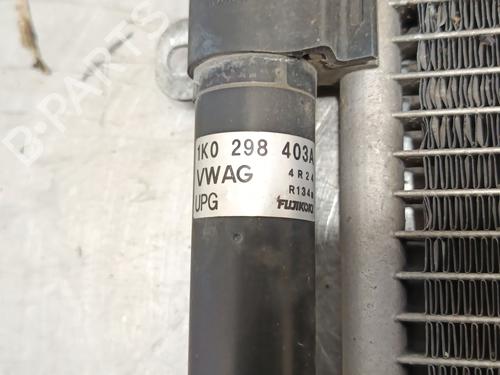 B-PARTS
1K0 298 403A
VWAG 4R24
UPG R134a
FUJIKOKI